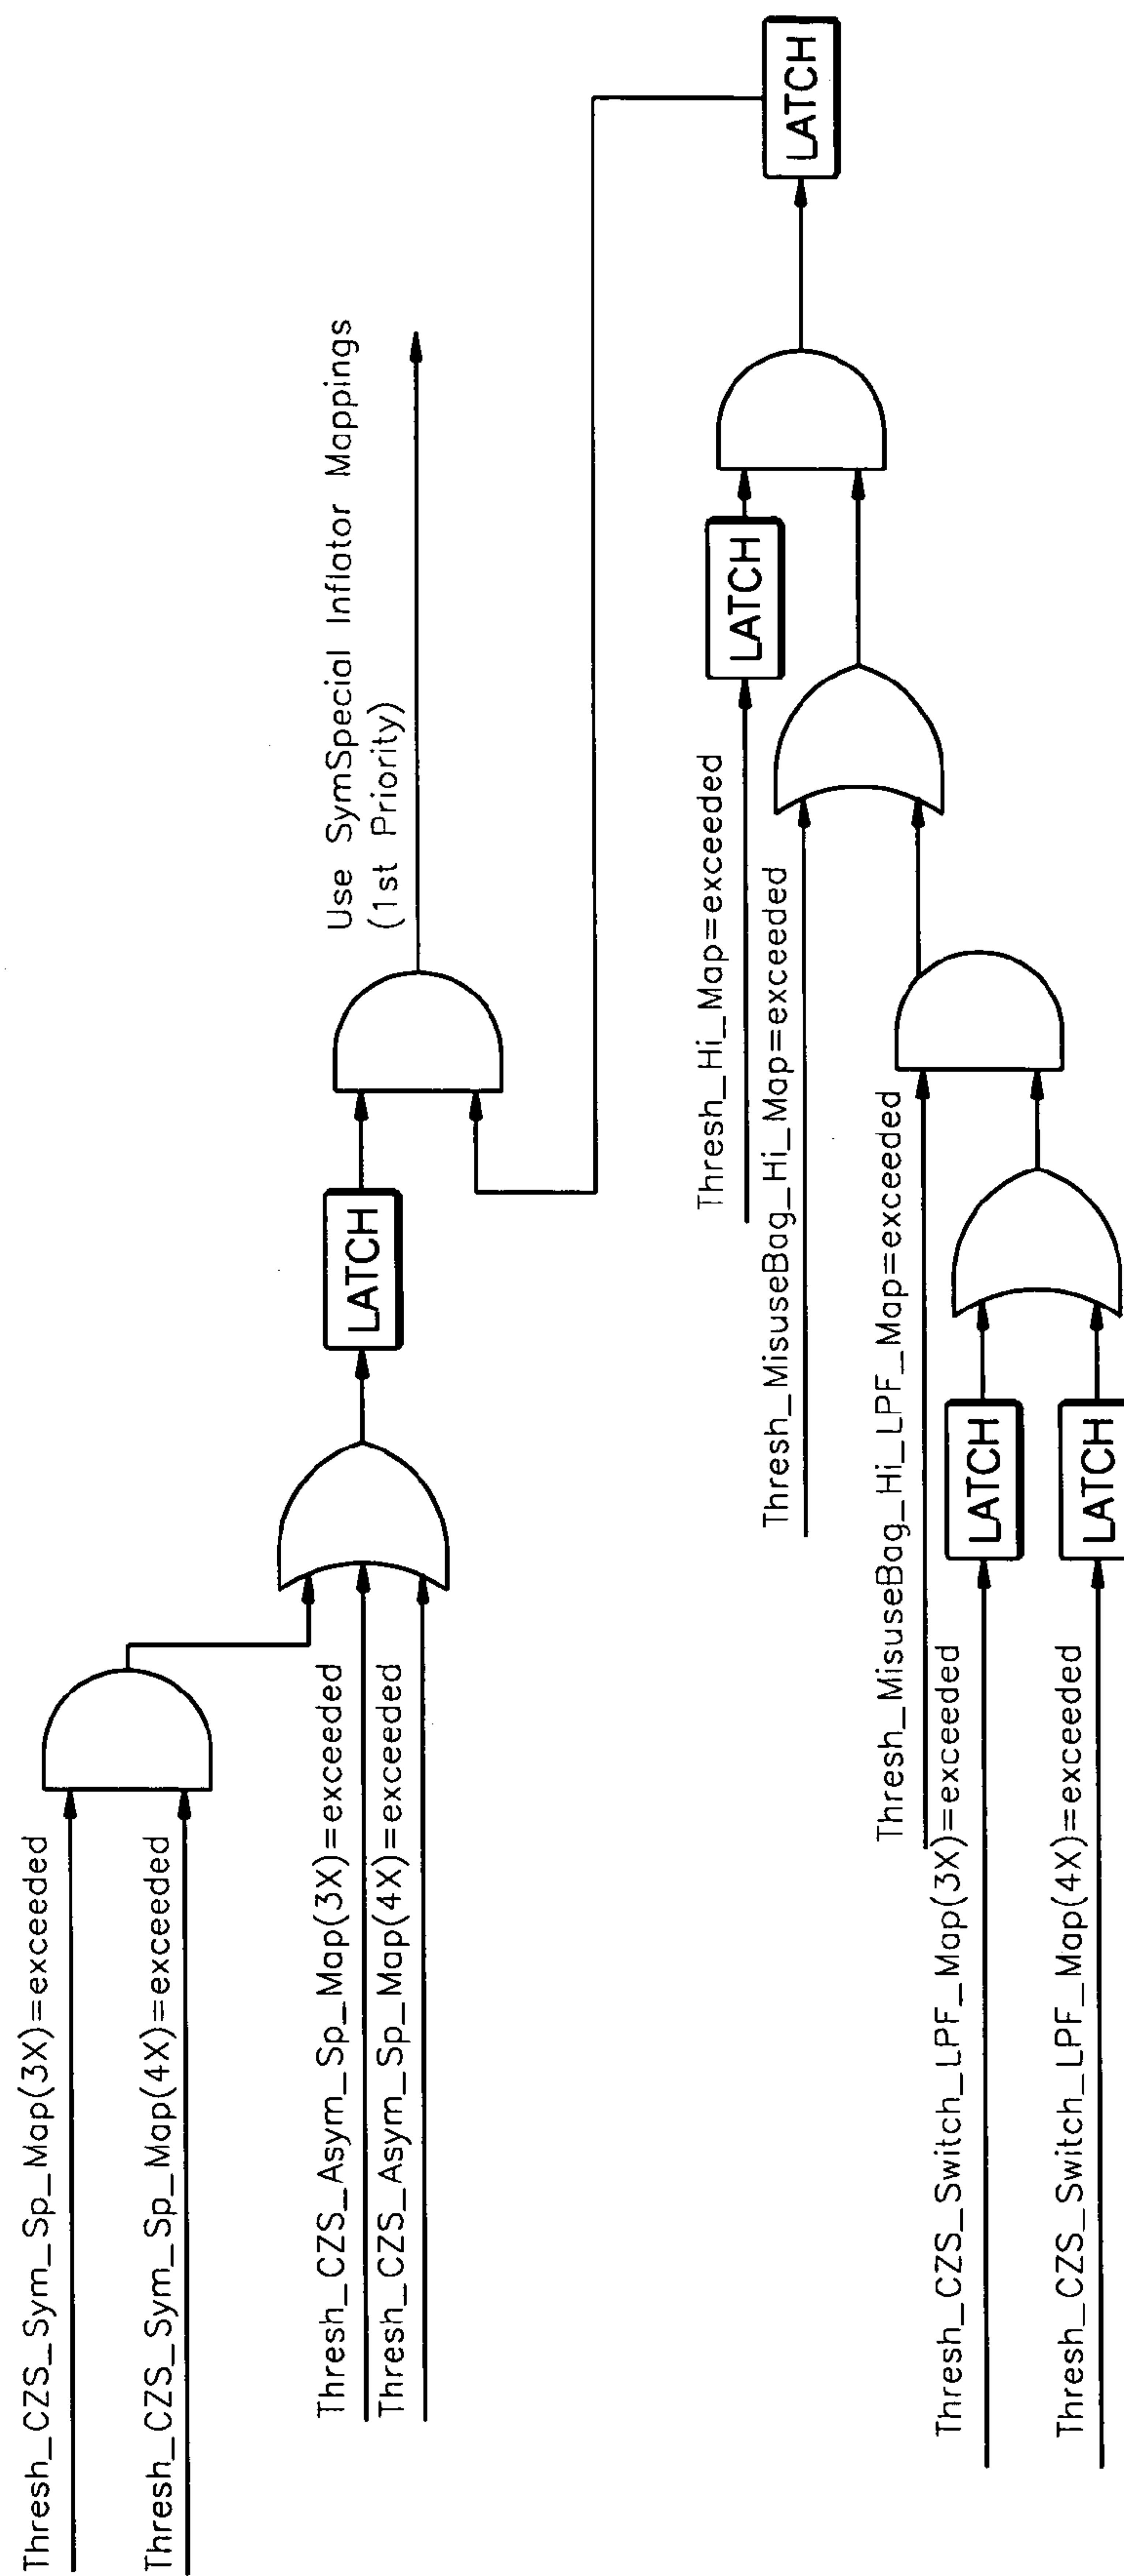 Thresh_CZS_Sym_Sp_Map(3X)=exceeded
Thresh_CZS_Sym_Sp_Map(4X)=exceeded
Thresh_CZS_Asym_Sp_Map(3X)=exceeded
Thresh_CZS_Asym_Sp_Map(4X)=exceeded
LATCH
Use SymSpecial Inflator Mappings
(1st Priority)
Thresh_Hi_Map=exceeded
LATCH
LATCH
Thresh_MisuseBag_Hi_Map=exceeded
Thresh_MisuseBag_Hi_LPF_Map=exceeded
Thresh_CZS_Switch_LPF_Map(3X)=exceeded
LATCH
Thresh_CZS_Switch_LPF_Map(4X)=exceeded
LATCH